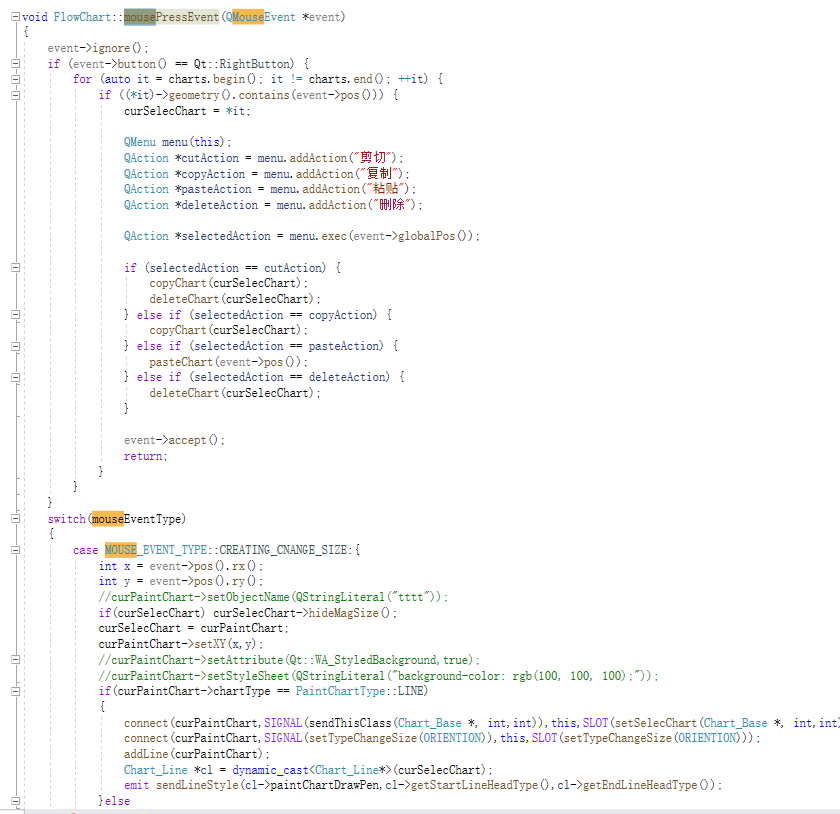 void FlowChart::mousePressEvent(QMouseEvent *event)
{
    event->ignore();
    if (event->button() == Qt::RightButton) {
        for (auto it = charts.begin(); it != charts.end(); ++it) {
            if ((*it)->geometry().contains(event->pos())) {
                curSelecChart = *it;

                QMenu menu(this);
                QAction *cutAction = menu.addAction("剪切");
                QAction *copyAction = menu.addAction("复制");
                QAction *pasteAction = menu.addAction("粘贴");
                QAction *deleteAction = menu.addAction("删除");

                QAction *selectedAction = menu.exec(event->globalPos());

                if (selectedAction == cutAction) {
                    copyChart(curSelecChart);
                    deleteChart(curSelecChart);
                } else if (selectedAction == copyAction) {
                    copyChart(curSelecChart);
                } else if (selectedAction == pasteAction) {
                    pasteChart(event->pos());
                } else if (selectedAction == deleteAction) {
                    deleteChart(curSelecChart);
                }

                event->accept();
                return;
            }
        }
    }
    switch(mouseEventType)
    {
        case MOUSE_EVENT_TYPE::CREATING_CNANGE_SIZE:{
            int x = event->pos().rx();
            int y = event->pos().ry();
            //curPaintChart->setObjectName(QStringLiteral("tttt"));
            if(curSelecChart) curSelecChart->hideMagSize();
            curSelecChart = curPaintChart;
            curPaintChart->setXY(x,y);
            //curPaintChart->setAttribute(Qt::WA_StyledBackground,true);
            //curPaintChart->setStyleSheet(QStringLiteral("background-color: rgb(100, 100, 100);"));
            if(curPaintChart->chartType == PaintChartType::LINE)
            {
                connect(curPaintChart,SIGNAL(sendThisClass(Chart_Base *, int,int)),this,SLOT(setSelecChart(Chart_Base *, int,int)
                connect(curPaintChart,SIGNAL(setTypeChangeSize(ORIENTION)),this,SLOT(setTypeChangeSize(ORIENTION)));
                addLine(curPaintChart);
                Chart_Line *cl = dynamic_cast<Chart_Line*>(curSelecChart);
                emit sendLineStyle(cl->paintChartDrawPen,cl->getStartLineHeadType(),cl->getEndLineHeadType());
            }else